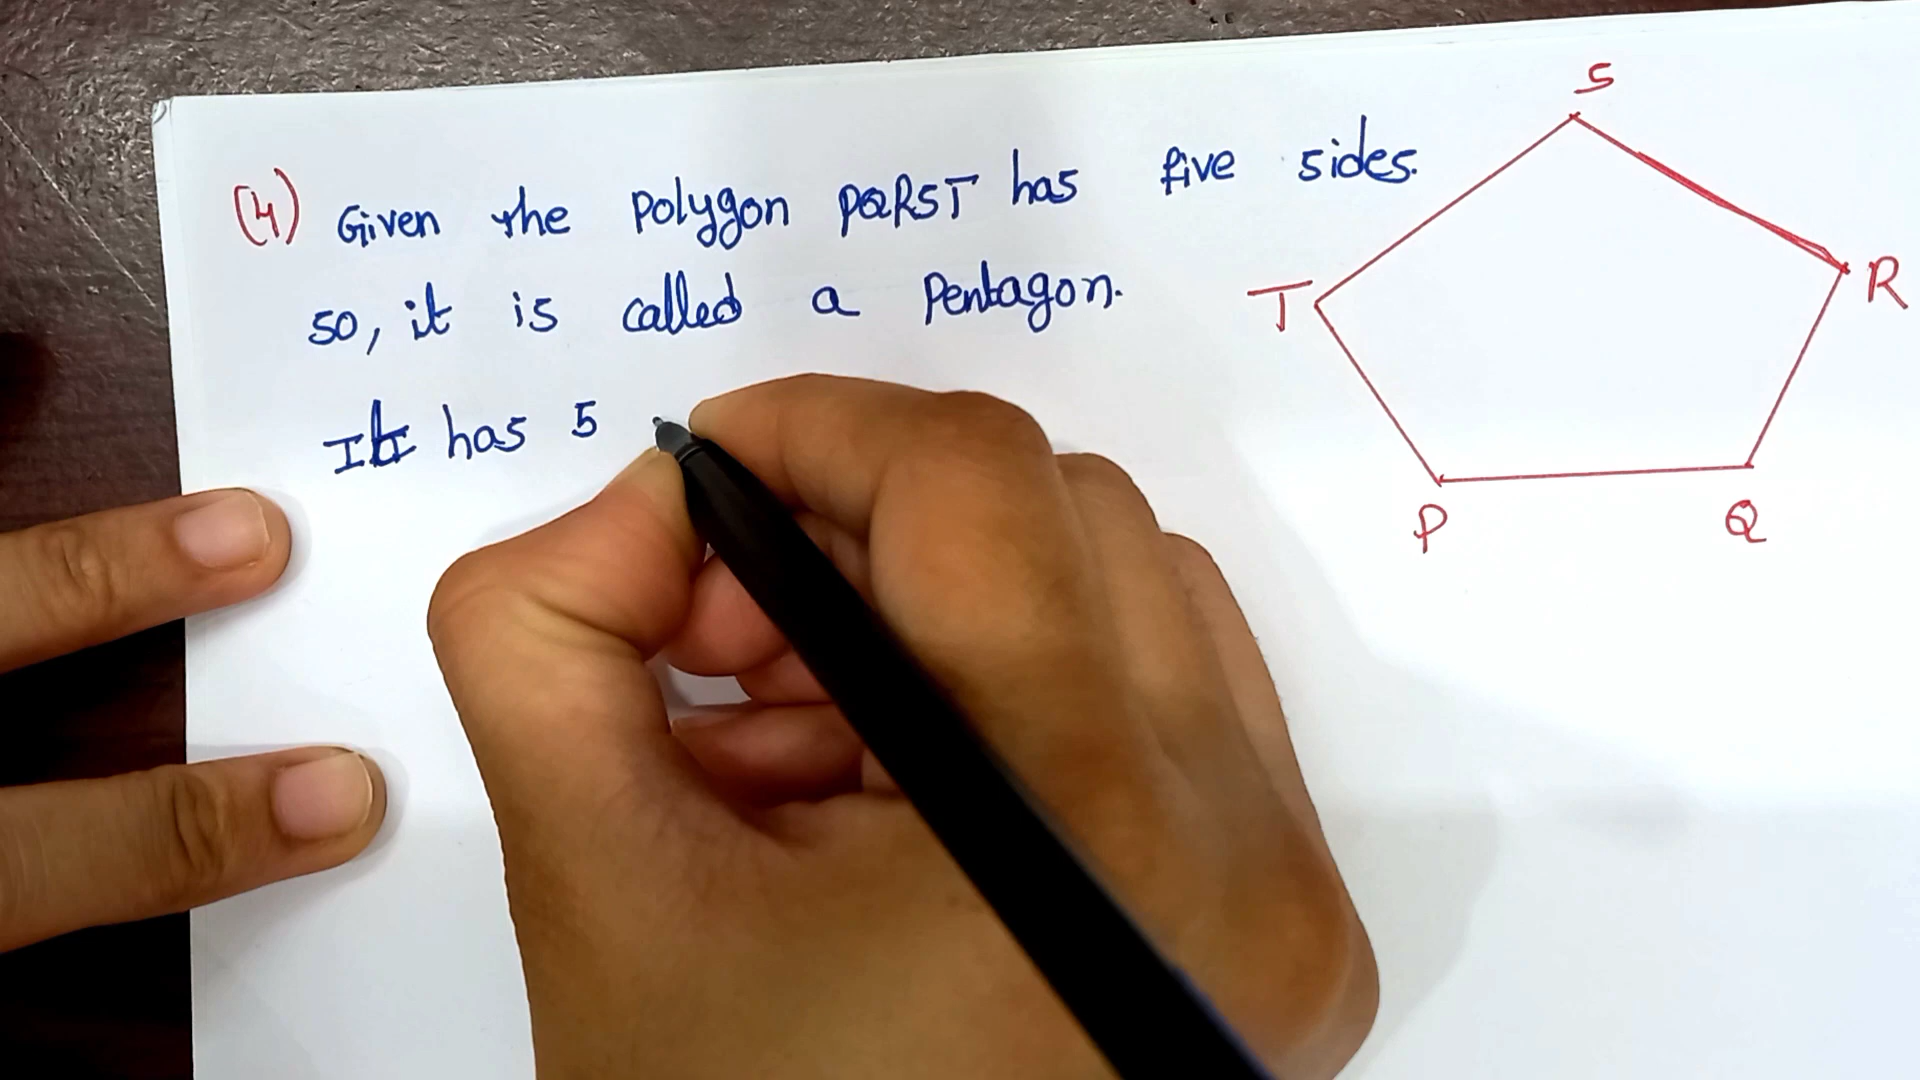 (4) Given the Polygon PQRST has five sides.
so, it is called a Pentagon.
It has 5
S
T
R
P
Q